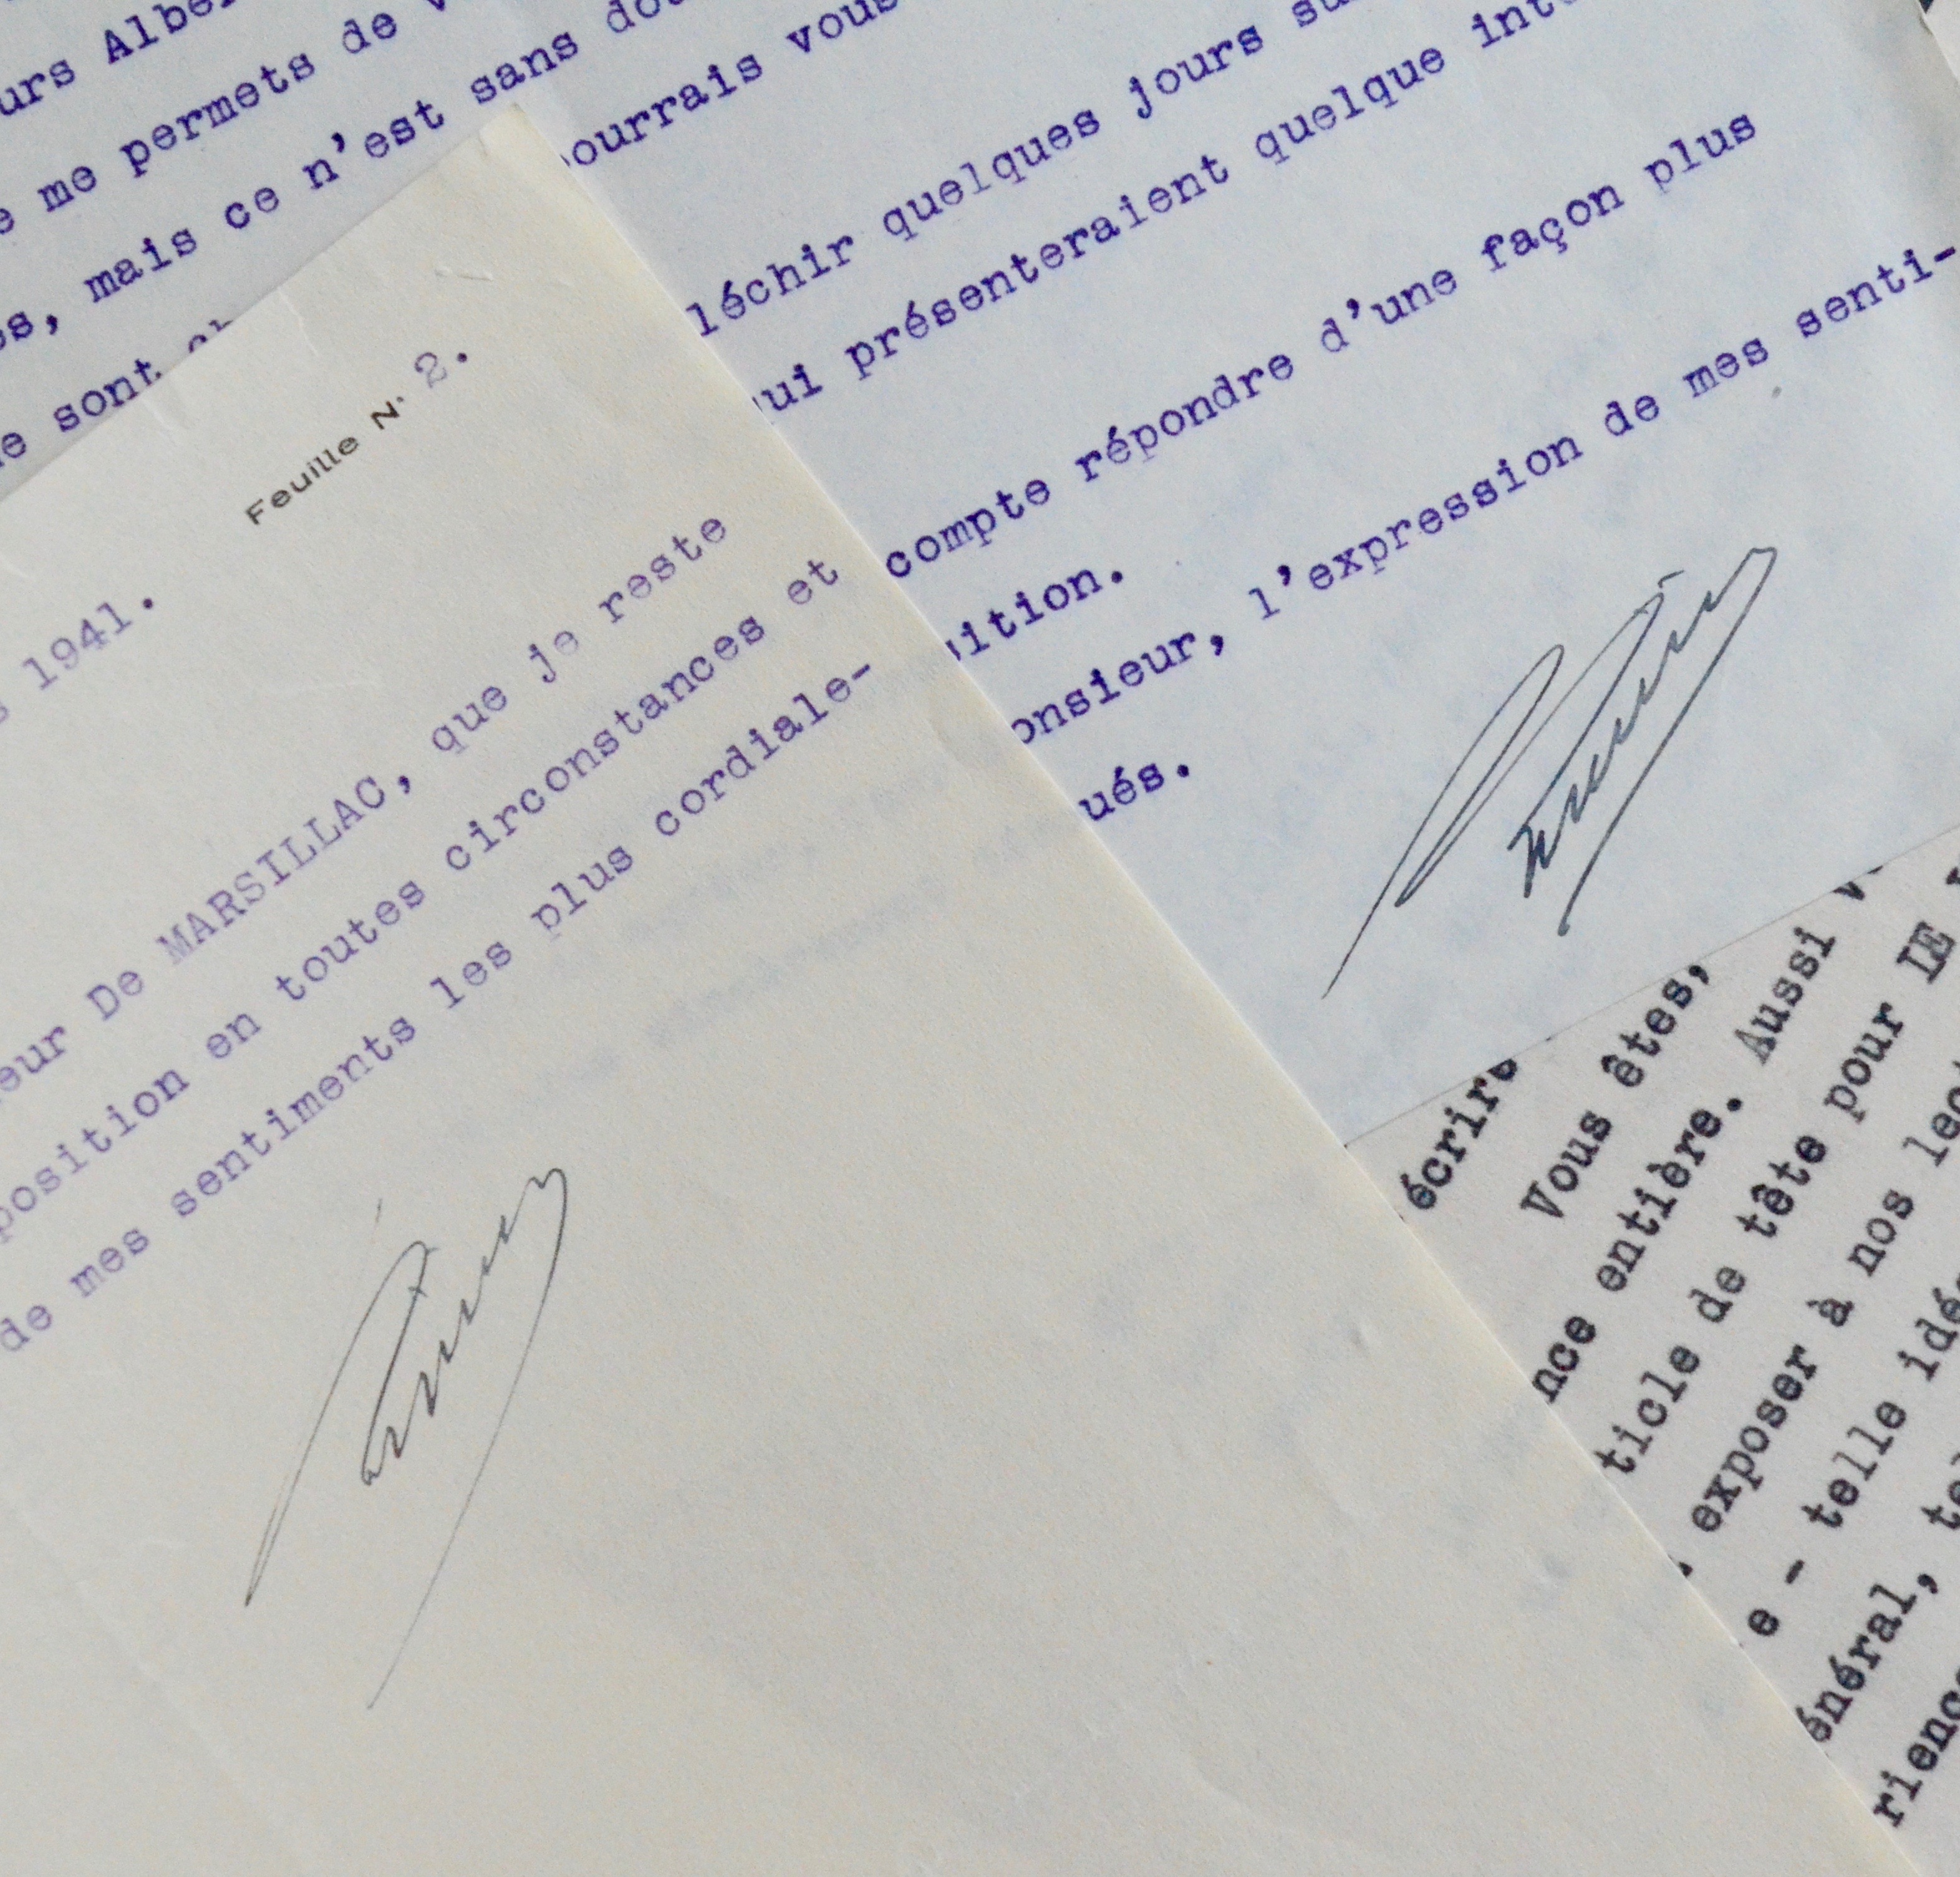 urs Albe
me permets de
s, mais ce n'est sans
e sont
ourrais vous
léchir quelques jours
ui présenteraient quelque
compte répondre d'une façon plus
ition.
onsieur, l'expression de mes senti-
ués.
Feuille N° 2.
1941.
eur De MARSILLAC, que je reste
position en toutes circonstances et
de mes sentiments les plus cordiale-
écrire
Vous êtes,
nce entière. Aussi
ticle de tête pour LE
exposer à nos
e - telle
énéral,